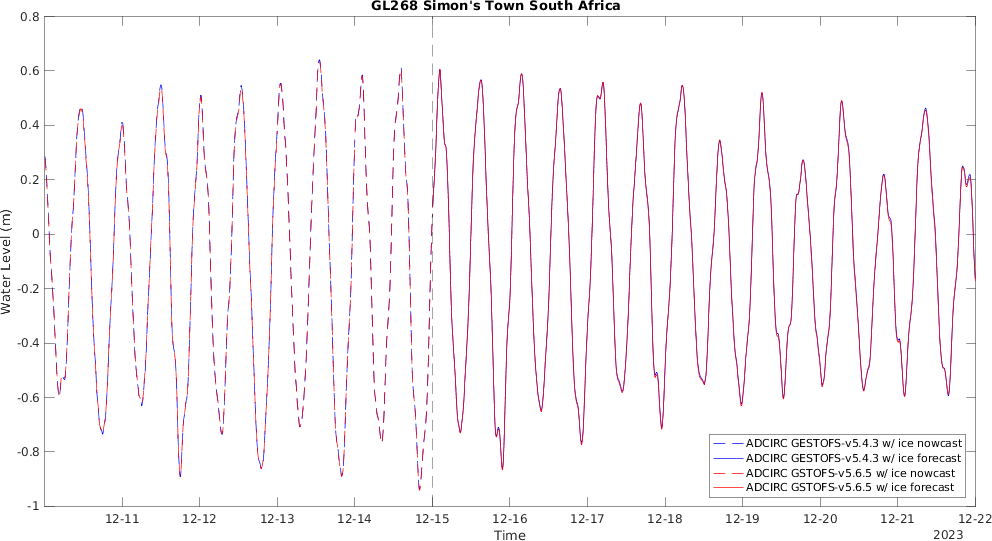 GL268 Simon's Town South Africa
0.8
0.6
0.4
0.2
0
-0.2
-0.4
-0.6
-0.8
-1
Water Level (m)
ADCIRC GESTOFS-v5.4.3 w/ ice nowcast
ADCIRC GESTOFS-v5.4.3 w/ ice forecast
ADCIRC GSTOFS-v5.6.5 w/ ice nowcast
ADCIRC GSTOFS-v5.6.5 w/ ice forecast
12-11 12-12 12-13 12-14 12-15 12-16 12-17 12-18 12-19 12-20 12-21 12-22
Time
2023